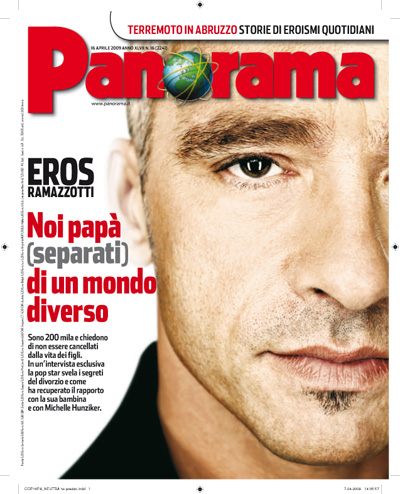 TERREMOTO IN ABRUZZO STORIE DI EROISMI QUOTIDIANI
16 APRILE 2009 ANNO XLVII N. 16 (2240)
Panorama
www.panorama.it
EROS
RAMAZZOTTI
Noi papà
(separati)
di un mondo
diverso
Sono 200 mila e chiedono
di non essere cancellati
dalla vita dei figli.
In un'intervista esclusiva
la pop star svela i segreti
del divorzio e come
ha recuperato il rapporto
con la sua bambina
e con Michelle Hunziker.